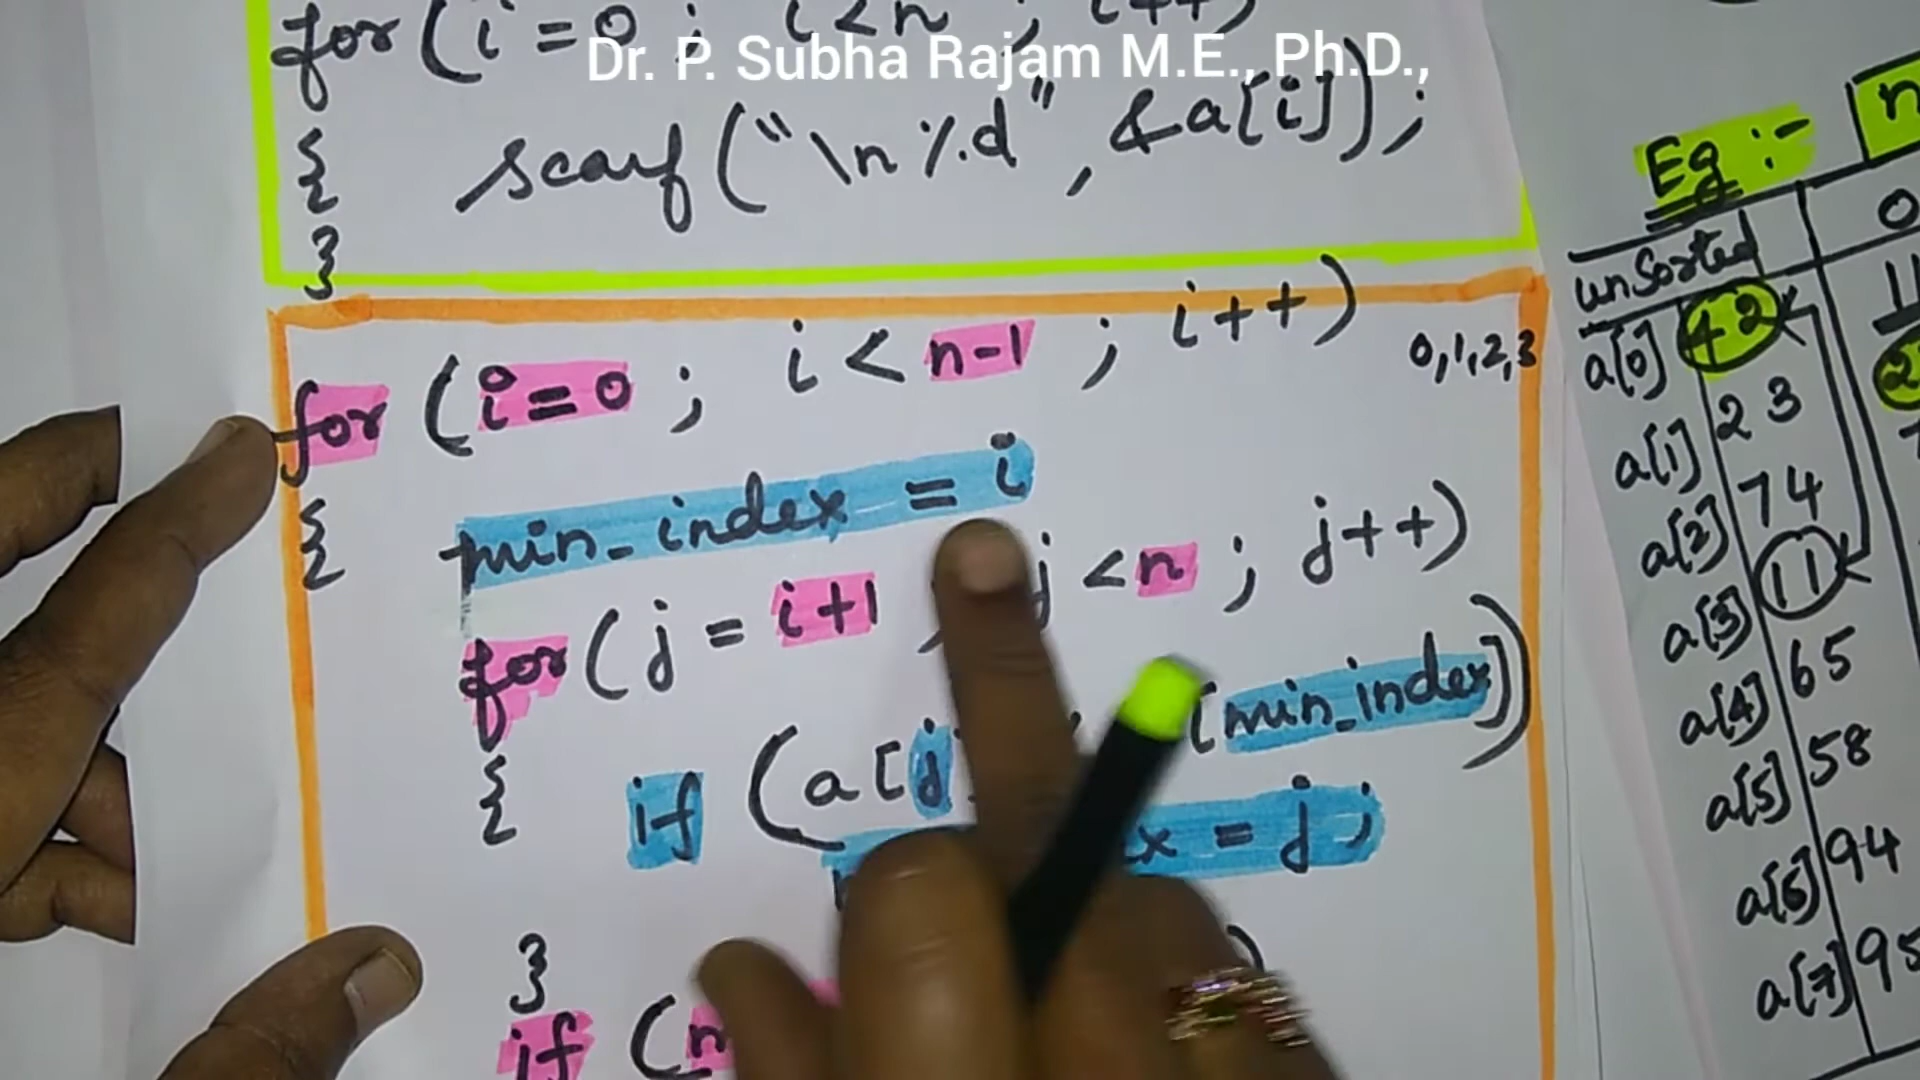 for (i = 0 ; i < n ; i++)
Dr. P. Subha Rajam M.E., Ph.D.,
{ scanf ("\n %d", &a[i]);
}
for ( i = 0 ; i < n-1 ; i++) 0,1,2,3
{ min_index = i
for ( j = i+1 ; j < n ; j++)
{ if (a[j] [min_index])
x = j ;
}
if (
Eg :- n
unsorted 0
a[0] 42 11
a[1] 23
a[2] 74
a[3] 11
a[4] 65
a[5] 58
a[6] 94
a[7] 95